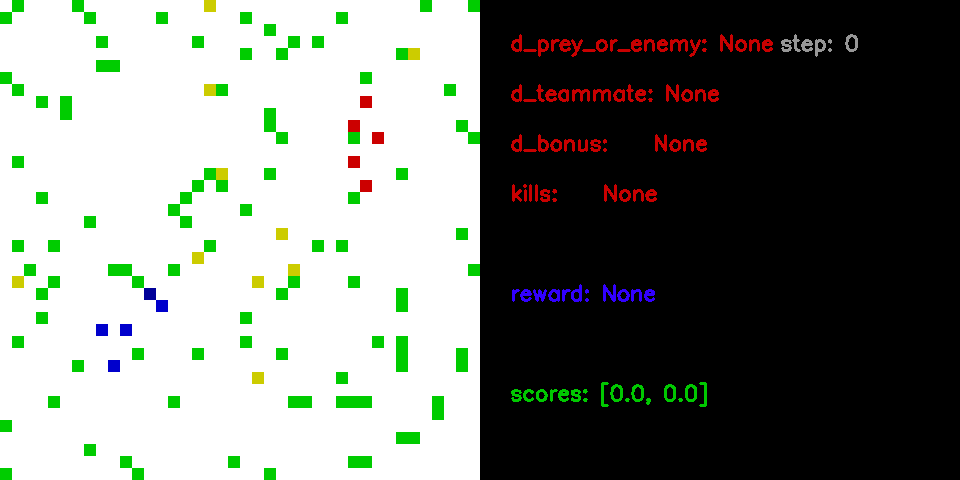 d_prey_or_enemy: None step: 0
d_teammate: None
d_bonus: None
kills: None
reward: None
scores: [0.0, 0.0]